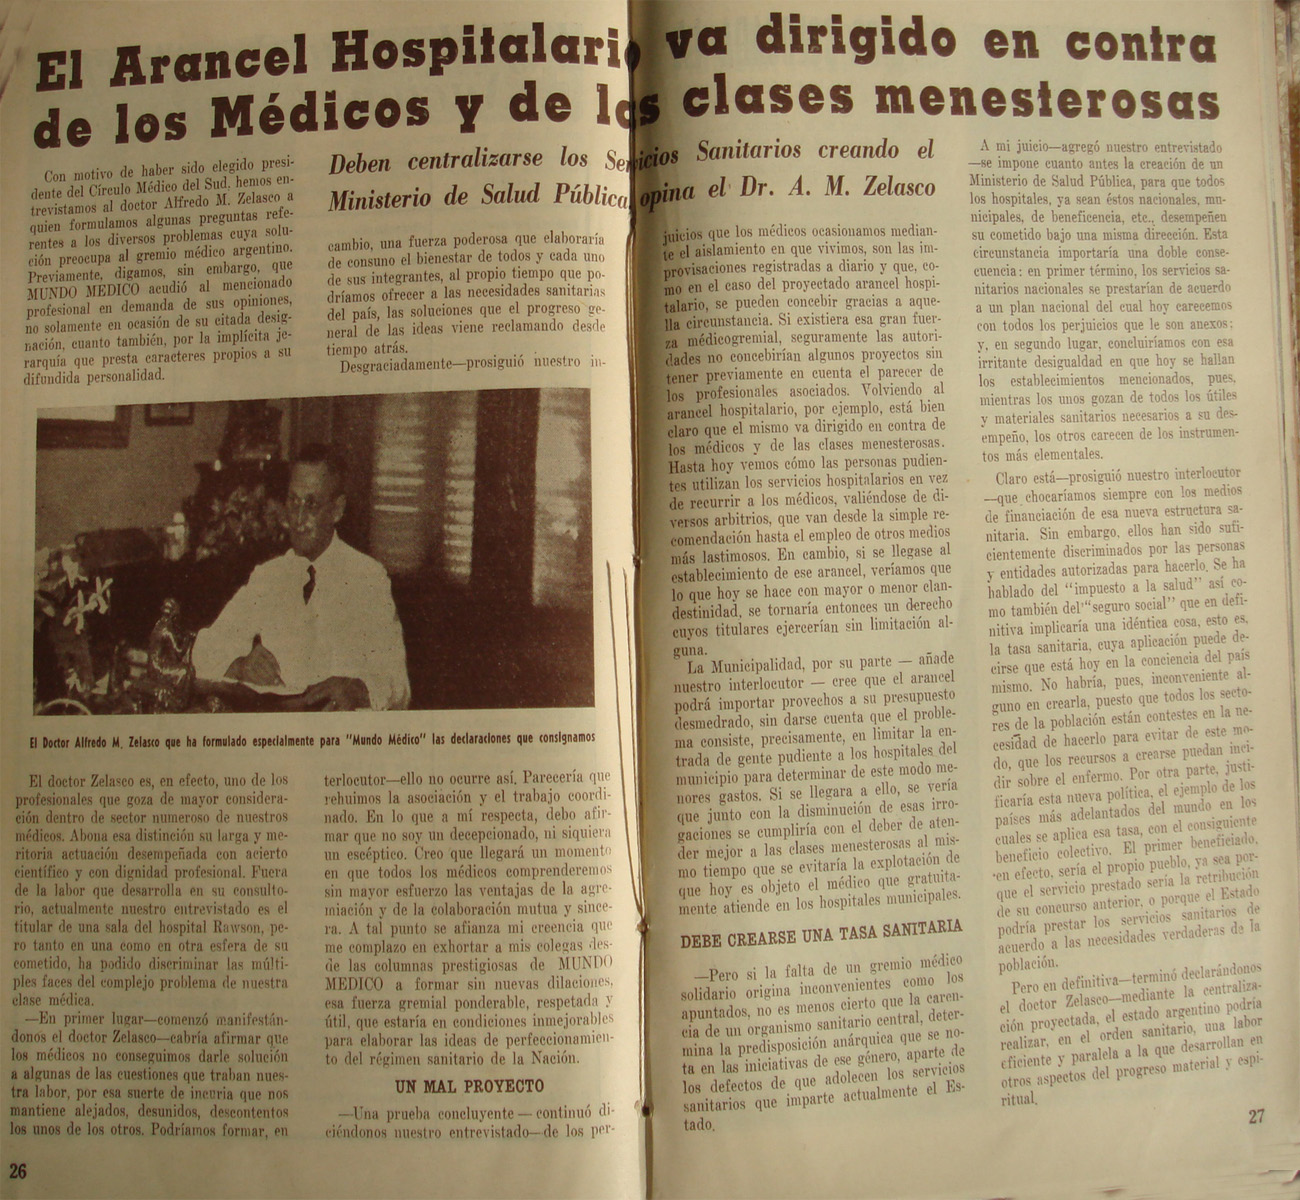 El Arancel Hospitalario va dirigido en contra
de los Médicos y de las clases menesterosas
Deben centralizarse los Servicios Sanitarios creando el
Ministerio de Salud Pública, opina el Dr. A. M. Zelasco
Con motivo de haber sido elegido presi-
dente del Círculo Médico del Sud, hemos en-
trevistamos al doctor Alfredo M. Zelasco a
quien formulamos algunas preguntas refe-
rentes a los diversos problemas cuya solu-
ción preocupa al gremio médico argentino.
Previamente, digamos, sin embargo, que
MUNDO MEDICO acudió al mencionado
profesional en demanda de sus opiniones,
no solamente en ocasión de su citada desig-
nación, cuanto también, por la implícita je-
rarquía que presta caracteres propios a su
difundida personalidad.
El Doctor Alfredo M. Zelasco que ha formulado especialmente para "Mundo Médico" las declaraciones que consignamos
El doctor Zelasco es, en efecto, uno de los
profesionales que goza de mayor considera-
ción dentro de sector numeroso de nuestros
médicos. Abona esa distinción su larga y me-
ritoria actuación desempeñada con acierto
científico y con dignidad profesional. Fuera
de la labor que desarrolla en su consulto-
rio, actualmente nuestro entrevistado es el
titular de una sala del hospital Rawson, pe-
ro tanto en una como en otra esfera de su
cometido, ha podido discriminar las múlti-
ples faces del complejo problema de nuestra
clase médica.
—En primer lugar—comenzó manifestán-
donos el doctor Zelasco—cabría afirmar que
los médicos no conseguimos darle solución
a algunas de las cuestiones que traban nues-
tra labor, por esa suerte de incuria que nos
mantiene alejados, desunidos, descontentos
los unos de los otros. Podríamos formar, en
cambio, una fuerza poderosa que elaboraría
de consuno el bienestar de todos y cada uno
de sus integrantes, al propio tiempo que po-
dríamos ofrecer a las necesidades sanitarias
del país, las soluciones que el progreso ge-
neral de las ideas viene reclamando desde
tiempo atrás.
Desgraciadamente—prosiguió nuestro in-
terlocutor—ello no ocurre así. Parecería que
rehuimos la asociación y el trabajo coordi-
nado. En lo que a mí respecta, debo afir-
mar que no soy un decepcionado, ni siquiera
un escéptico. Creo que llegará un momento
en que todos los médicos comprenderemos
sin mayor esfuerzo las ventajas de la agre-
miación y de la colaboración mutua y since-
ra. A tal punto se afianza mi creencia que
me complazo en exhortar a mis colegas des-
de las columnas prestigiosas de MUNDO
MEDICO a formar sin nuevas dilaciones,
esa fuerza gremial ponderable, respetada y
útil, que estaría en condiciones inmejorables
para elaborar las ideas de perfeccionamien-
to del régimen sanitario de la Nación.
UN MAL PROYECTO
—Una prueba concluyente — continuó di-
ciéndonos nuestro entrevistado—de los per-
26
juicios que los médicos ocasionamos median-
te el aislamiento en que vivimos, son las im-
provisaciones registradas a diario y que, co-
mo en el caso del proyectado arancel hospi-
talario, se pueden concebir gracias a aque-
lla circunstancia. Si existiera esa gran fuer-
za médicogremial, seguramente las autori-
dades no concebirían algunos proyectos sin
tener previamente en cuenta el parecer de
los profesionales asociados. Volviendo al
arancel hospitalario, por ejemplo, está bien
claro que el mismo va dirigido en contra de
los médicos y de las clases menesterosas.
Hasta hoy vemos cómo las personas pudien-
tes utilizan los servicios hospitalarios en vez
de recurrir a los médicos, valiéndose de di-
versos arbitrios, que van desde la simple re-
comendación hasta el empleo de otros medios
más lastimosos. En cambio, si se llegase al
establecimiento de ese arancel, veríamos que
lo que hoy se hace con mayor o menor clan-
destinidad, se tornaría entonces un derecho
cuyos titulares ejercerían sin limitación al-
guna.
La Municipalidad, por su parte — añade
nuestro interlocutor — cree que el arancel
podrá importar provechos a su presupuesto
desmedrado, sin darse cuenta que el proble-
ma consiste, precisamente, en limitar la en-
trada de gente pudiente a los hospitales del
municipio para determinar de este modo me-
nores gastos. Si se llegara a ello, se vería
que junto con la disminución de esas irro-
gaciones se cumpliría con el deber de aten-
der mejor a las clases menesterosas al mis-
mo tiempo que se evitaría la explotación de
que hoy es objeto el médico que gratuita-
mente atiende en los hospitales municipales.
DEBE CREARSE UNA TASA SANITARIA
—Pero si la falta de un gremio médico
solidario origina inconvenientes como los
apuntados, no es menos cierto que la caren-
cia de un organismo sanitario central, deter-
mina la predisposición anárquica que se no-
ta en las iniciativas de ese género, aparte de
los defectos de que adolecen los servicios
sanitarios que imparte actualmente el Es-
tado.
A mi juicio—agregó nuestro entrevistado
—se impone cuanto antes la creación de un
Ministerio de Salud Pública, para que todos
los hospitales, ya sean éstos nacionales, mu-
nicipales, de beneficencia, etc., desempeñen
su cometido bajo una misma dirección. Esta
circunstancia importaría una doble conse-
cuencia: en primer término, los servicios sa-
nitarios nacionales se prestarían de acuerdo
a un plan nacional del cual hoy carecemos
con todos los perjuicios que le son anexos;
y, en segundo lugar, concluiríamos con esa
irritante desigualdad en que hoy se hallan
los establecimientos mencionados, pues,
mientras los unos gozan de todos los útiles
y materiales sanitarios necesarios a su des-
empeño, los otros carecen de los instrumen-
tos más elementales.
Claro está—prosiguió nuestro interlocutor
—que chocaríamos siempre con los medios
de financiación de esa nueva estructura sa-
nitaria. Sin embargo, ellos han sido sufi-
cientemente discriminados por las personas
y entidades autorizadas para hacerlo. Se ha
hablado del "impuesto a la salud" así co-
mo también del "seguro social" que en defi-
nitiva implicaría una idéntica cosa, esto es,
la tasa sanitaria, cuya aplicación puede de-
cirse que está hoy en la conciencia del país
mismo. No habría, pues, inconveniente al-
guno en crearla, puesto que todos los secto-
res de la población están contestes en la ne-
cesidad de hacerlo para evitar de este mo-
do, que los recursos a crearse puedan inci-
dir sobre el enfermo. Por otra parte, justi-
ficaría esta nueva política, el ejemplo de los
países más adelantados del mundo en los
cuales se aplica esa tasa, con el consiguiente
beneficio colectivo. El primer beneficiado,
en efecto, sería el propio pueblo, ya sea por-
que el servicio prestado sería la retribución
de su concurso anterior, o porque el Estado
podría prestar los servicios sanitarios de
acuerdo a las necesidades verdaderas de la
población.
Pero en definitiva—terminó declarándonos
el doctor Zelasco—mediante la centraliza-
ción proyectada, el estado argentino podría
realizar, en el orden sanitario, una labor
eficiente y paralela a la que desarrollan en
otros aspectos del progreso material y espi-
ritual.
27